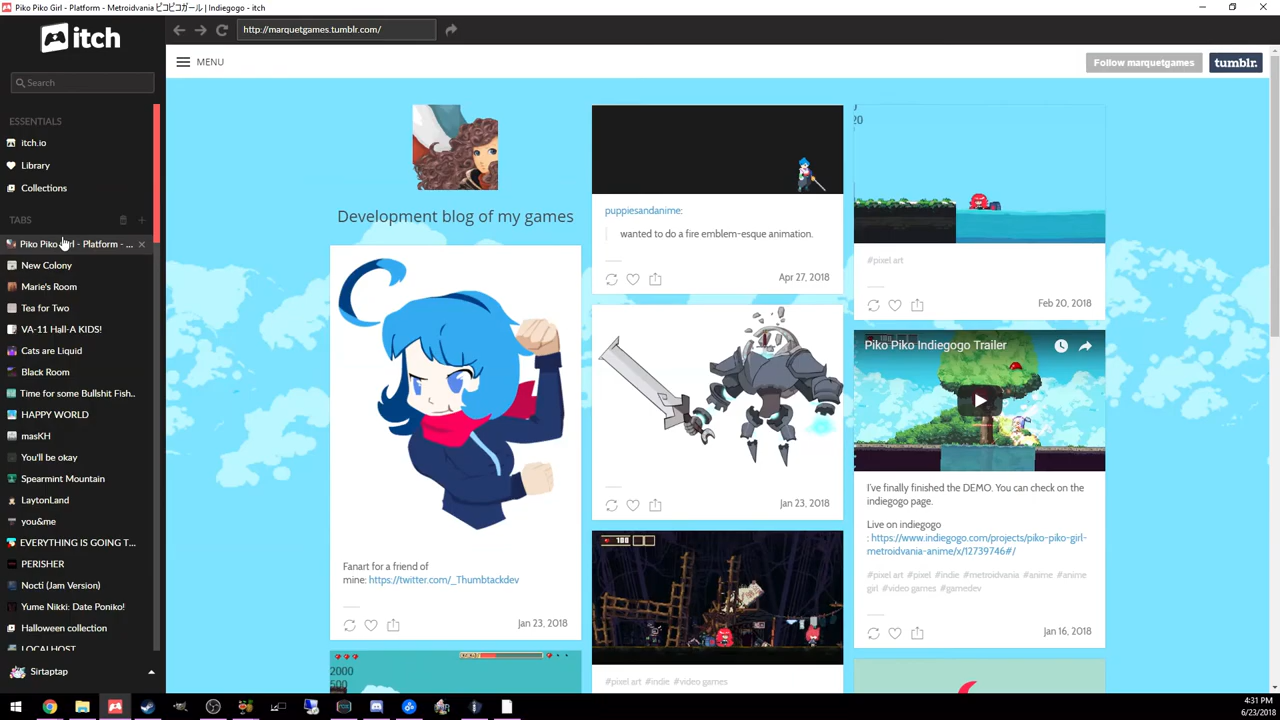 Piko Piko Girl - Platform - Metroidvania ピコピコガール | Indiegogo - itch
itch
http://marquetgames.tumblr.com/
Search
MENU
Follow marquetgames
tumblr.
ESSENTIALS
itch.io
Library
Collections
TABS
Piko Piko Girl - Platform - ...
New Colony
Marie's Room
Tea for Two
VA-11 Hall-A KIDS!
Cats are Liquid
Black Room
Time for some Bullshit Fish..
HAPPY WORLD
masKH
You'll be okay
Spearmint Mountain
LaytonLand
you&me
EVERYTHING IS GOING T...
PERISHER
Nocti (Jam Version)
Yume Nikki: Date Poniko!
Halloween collection
LOCALHOST
Sirtaptap
Development blog of my games
Fanart for a friend of
mine: https://twitter.com/_Thumbtackdev
Jan 23, 2018
2000
500
puppiesandanime:
wanted to do a fire emblem-esque animation.
Apr 27, 2018
Jan 23, 2018
100
#pixel art #indie #video games
20
#pixel art
Feb 20, 2018
Piko Piko Indiegogo Trailer
I've finally finished the DEMO. You can check on the
indiegogo page.
Live on indiegogo
: https://www.indiegogo.com/projects/piko-piko-girl-
metroidvania-anime/x/12739746#/
#pixel art #pixel #indie #metroidvania #anime #anime
girl #video games #gamedev
Jan 16, 2018
4:31 PM
6/23/2018